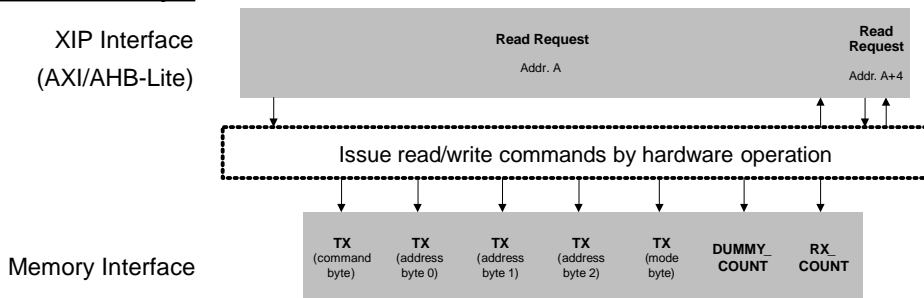 XIP Interface
(AXI/AHB-Lite)
Read Request
Addr. A
Read
Request
Addr. A+4
Issue read/write commands by hardware operation
Memory Interface
TX
(command
byte)
TX
(address
byte 0)
TX
(address
byte 1)
TX
(address
byte 2)
TX
(mode
byte)
DUMMY_
COUNT
RX_
COUNT